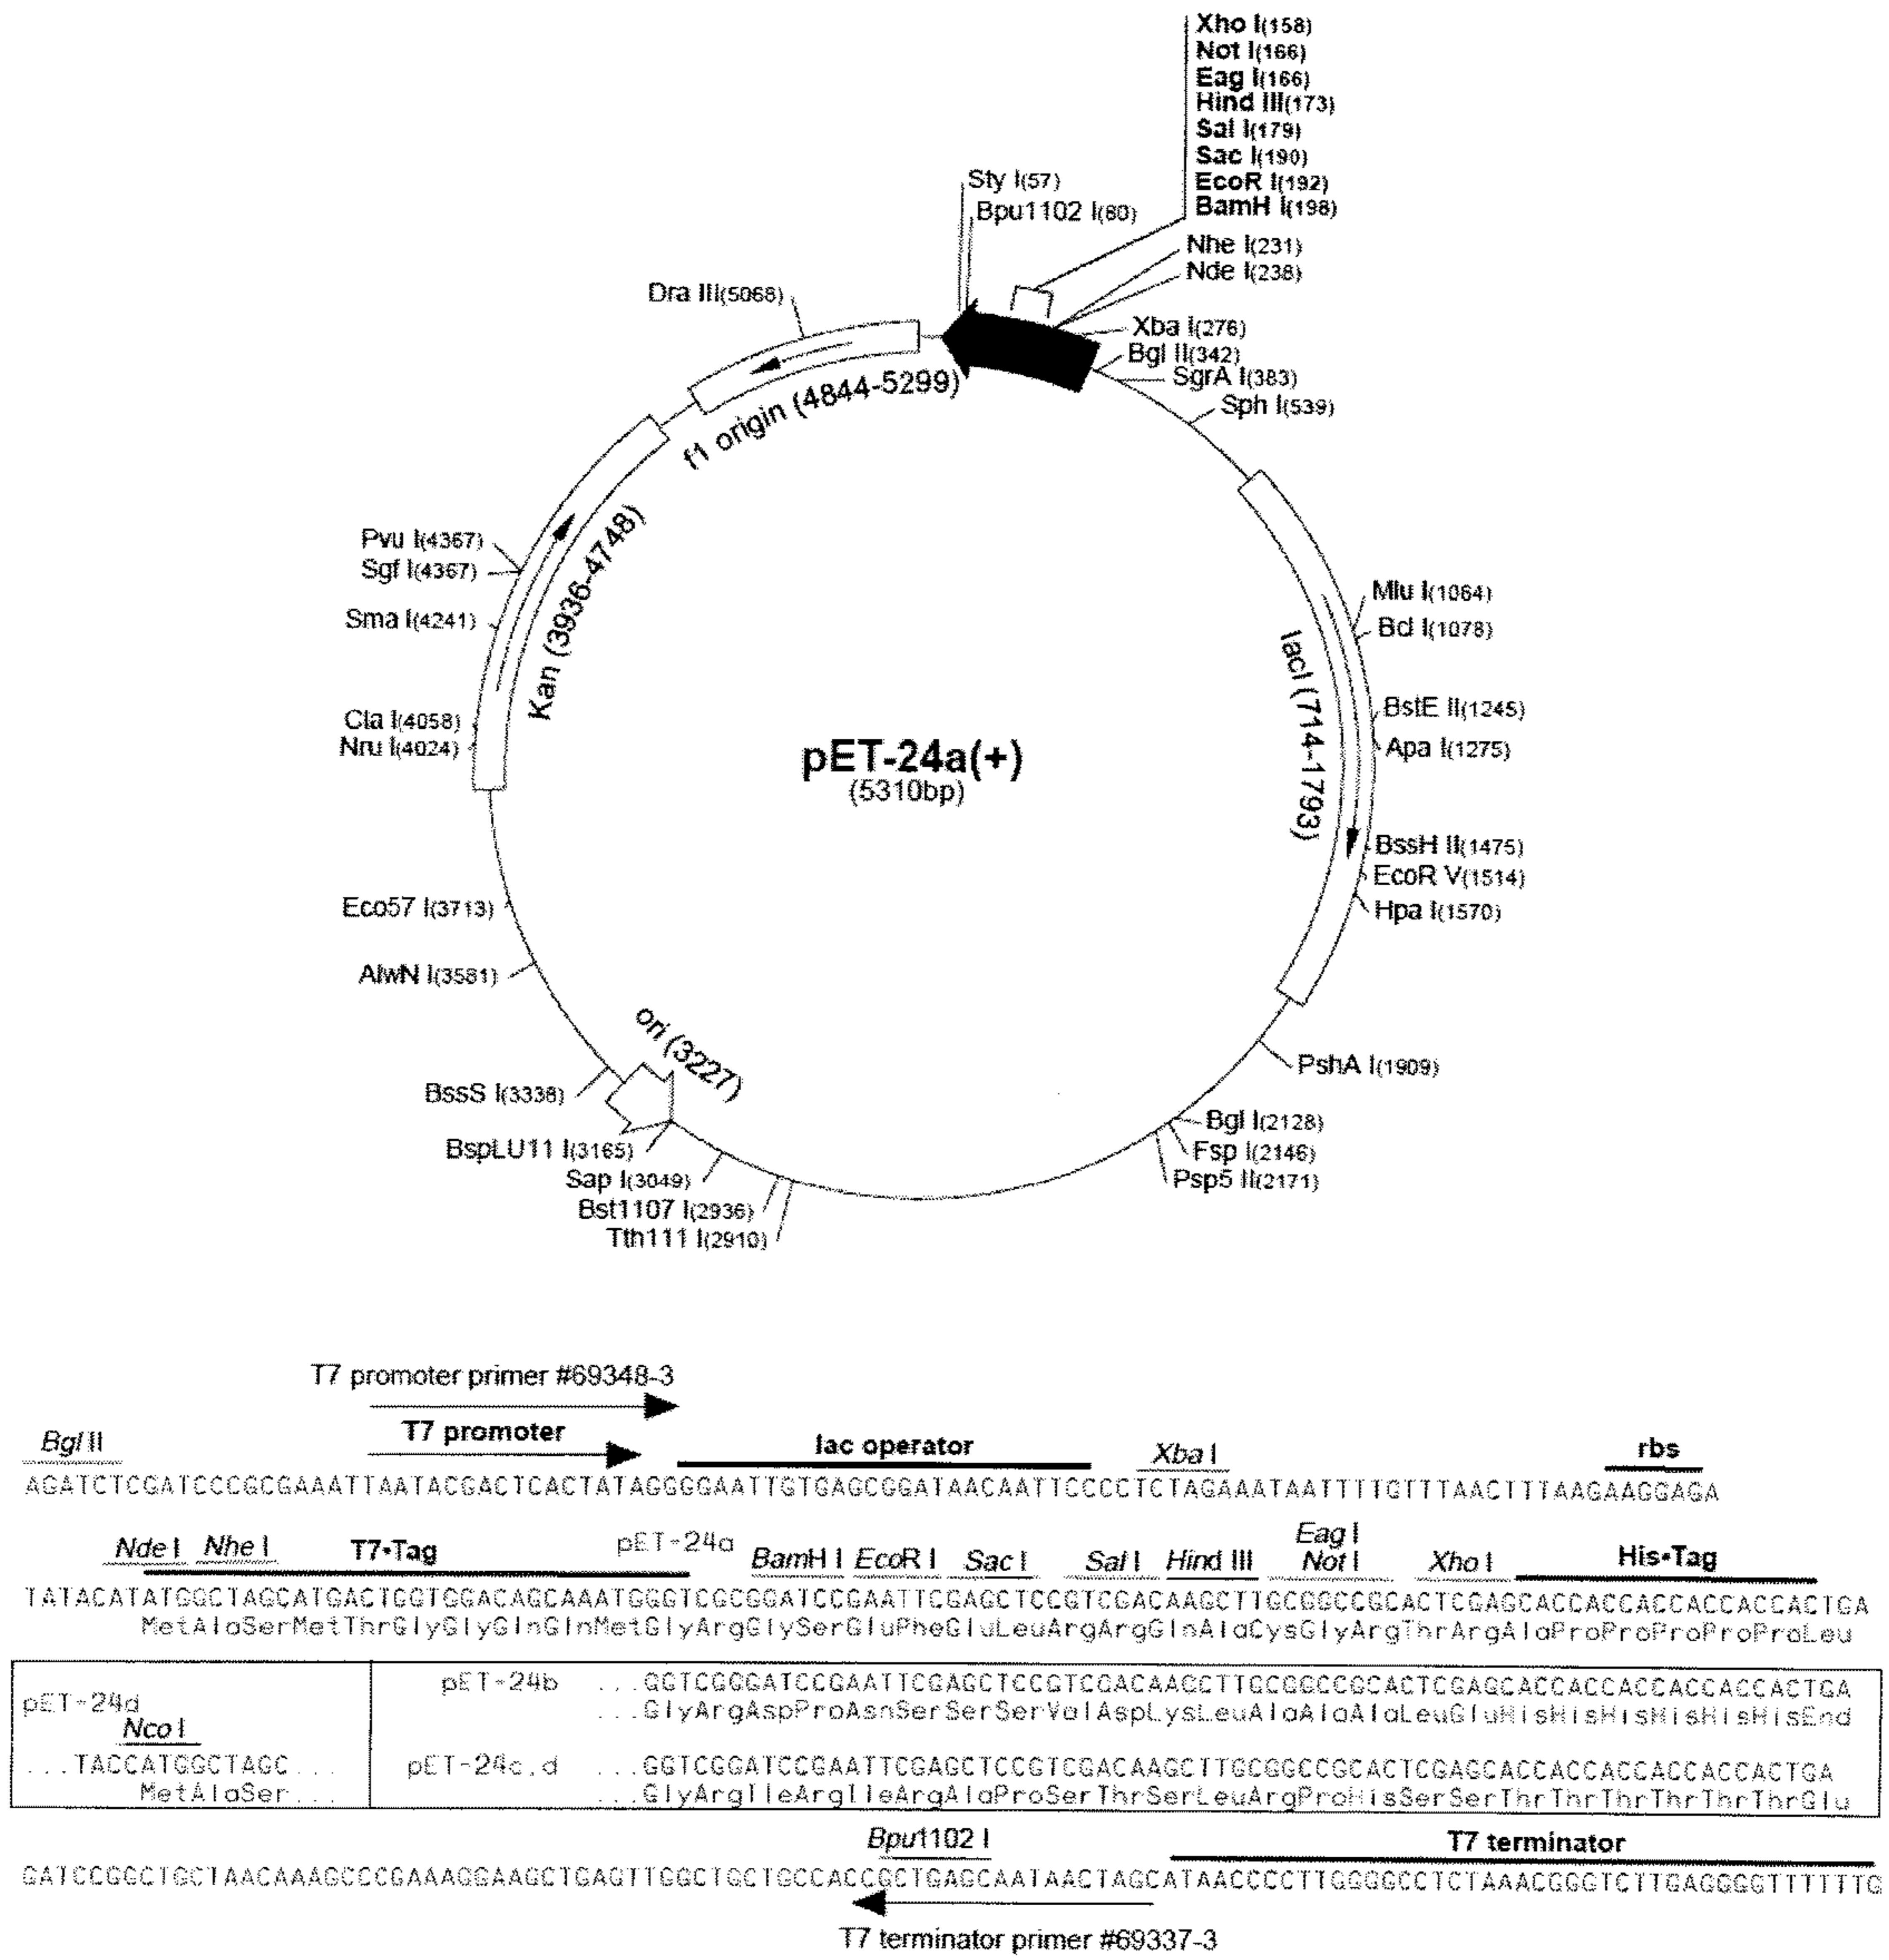 Xho I(158)
Not I(166)
Eag I(166)
Hind III(173)
Sal I(179)
Sac I(190)
EcoR I(192)
BamH I(198)
Sty I(57)
Bpu1102 I(80)
Nhe I(231)
Nde I(238)
Dra III(5068)
Xba I(276)
Bgl II(342)
SgrA I(383)
Sph I(539)
f1 origin (4844-5299)
Pvu I(4367)
Sgf I(4367)
Sma I(4241)
Kan (3936-4748)
Cla I(4058)
Nru I(4024)
Mlu I(1064)
Bcl I(1078)
lacI (714-1793)
BstE II(1245)
Apa I(1275)
pET-24a(+)
(5310bp)
BssH II(1475)
EcoR V(1514)
Hpa I(1570)
Eco57 I(3713)
AlwN I(3581)
ori (3227)
BssS I(3338)
PshA I(1909)
BspLU11 I(3165)
Sap I(3049)
Bst1107 I(2936)
Tth111 I(2910)
Bgl I(2128)
Fsp I(2146)
Psp5 II(2171)
T7 promoter primer #69348-3
Bgl II T7 promoter lac operator Xba I rbs
AGATCTCGATCCCGCGAAATTAATACGACTCACTATAGGGGAATTGTGAGCGGATAACAATTCCCCTCTAGAAATAATTTTGTTTAACTTTAAGAAGGAGA
Nde I Nhe I T7•Tag pET-24a BamH I EcoR I Sac I Sal I Hind III Eag I Not I Xho I His•Tag
TATACATATGGCTAGCATGACTGGTGGACAGCAAATGGGTCGCGGATCCGAATTCGAGCTCCGTCGACAAGCTTGCGGCCGCACTCGAGCACCACCACCACCACCACTGA
MetAlaSerMetThrGlyGlyGlnGlnMetGlyArgGlySerGluPheGluLeuArgArgGlnAlaCysGlyArgThrArgAlaProProProProProProLeu
pET-24b ...GGTCGGGATCCGAATTCGAGCTCCGTCGACAAGCTTGCGGCCGCACTCGAGCACCACCACCACCACCACTGA
...GlyArgAspProAsnSerSerSerValAspLysLeuAlaAlaAlaLeuGluHisHisHisHisHisHisEnd
pET-24d
Nco I
...TACCATGGCTAGC...
MetAlaSer...
pET-24c,d ...GGTCGGATCCGAATTCGAGCTCCGTCGACAAGCTTGCGGCCGCACTCGAGCACCACCACCACCACCACTGA
...GlyArgIleArgIleArgAlaProSerThrSerLeuArgProHisSerSerThrThrThrThrThrThrGlu
Bpu1102 I T7 terminator
GATCCGGCTGCTAACAAAGCCCGAAAGGAAGCTGAGTTGGCTGCTGCCACCGCTGAGCAATAACTAGCATAACCCCTTGGGGCCTCTAAACGGGTCTTGAGGGGTTTTTTG
T7 terminator primer #69337-3